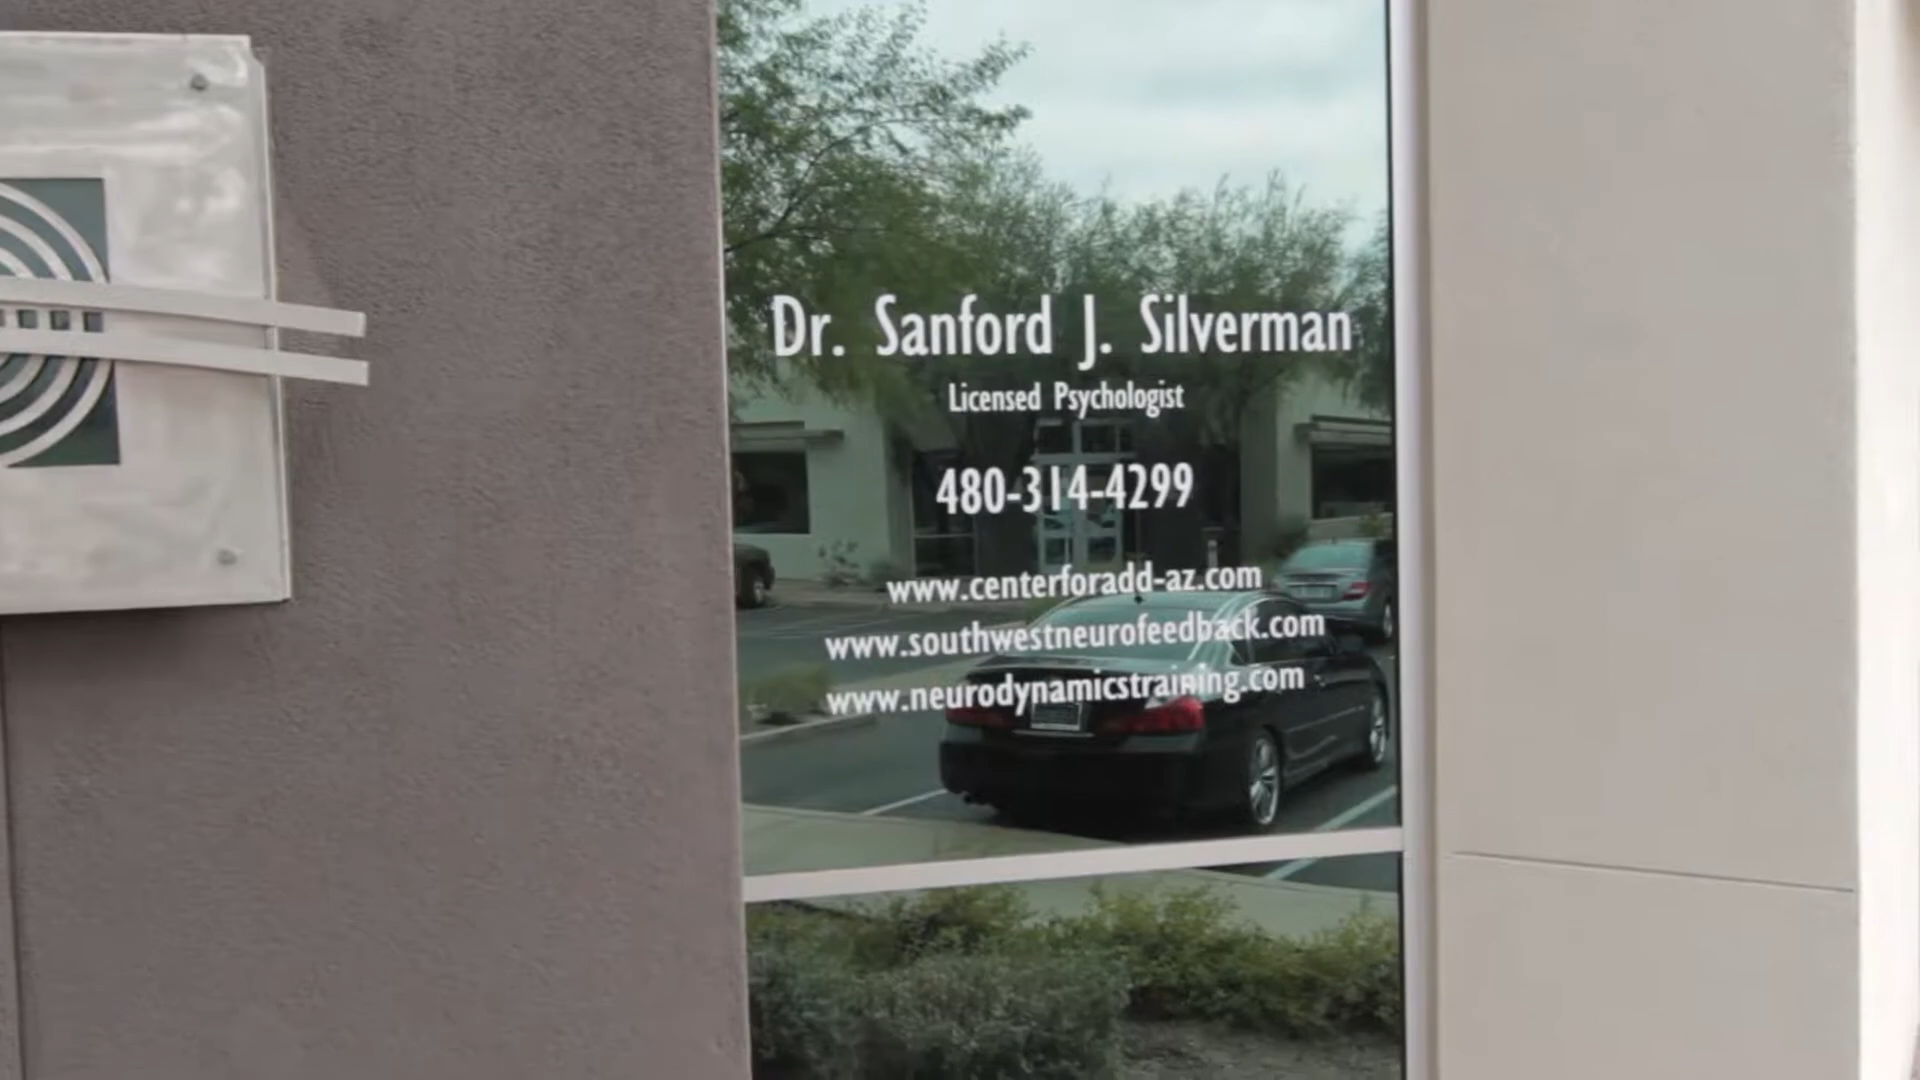 Dr. Sanford J. Silverman
Licensed Psychologist
480-314-4299
www.centerforadd-az.com
www.southwestneurofeedback.com
www.neurodynamicstraining.com